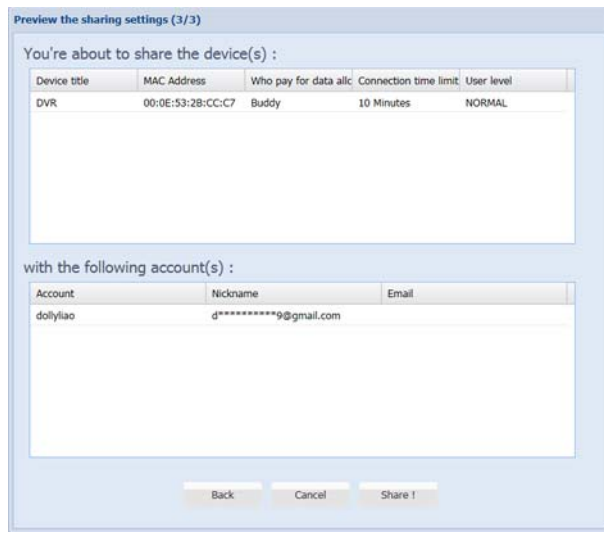 Preview the sharing settings (3/3)
You're about to share the device(s) :
Device title MAC Address Who pay for data allc Connection time limit User level
DVR 00:0E:53:2B:CC:C7 Buddy 10 Minutes NORMAL
with the following account(s) :
Account Nickname Email
dollyliao d**********9@gmail.com
Back Cancel Share !